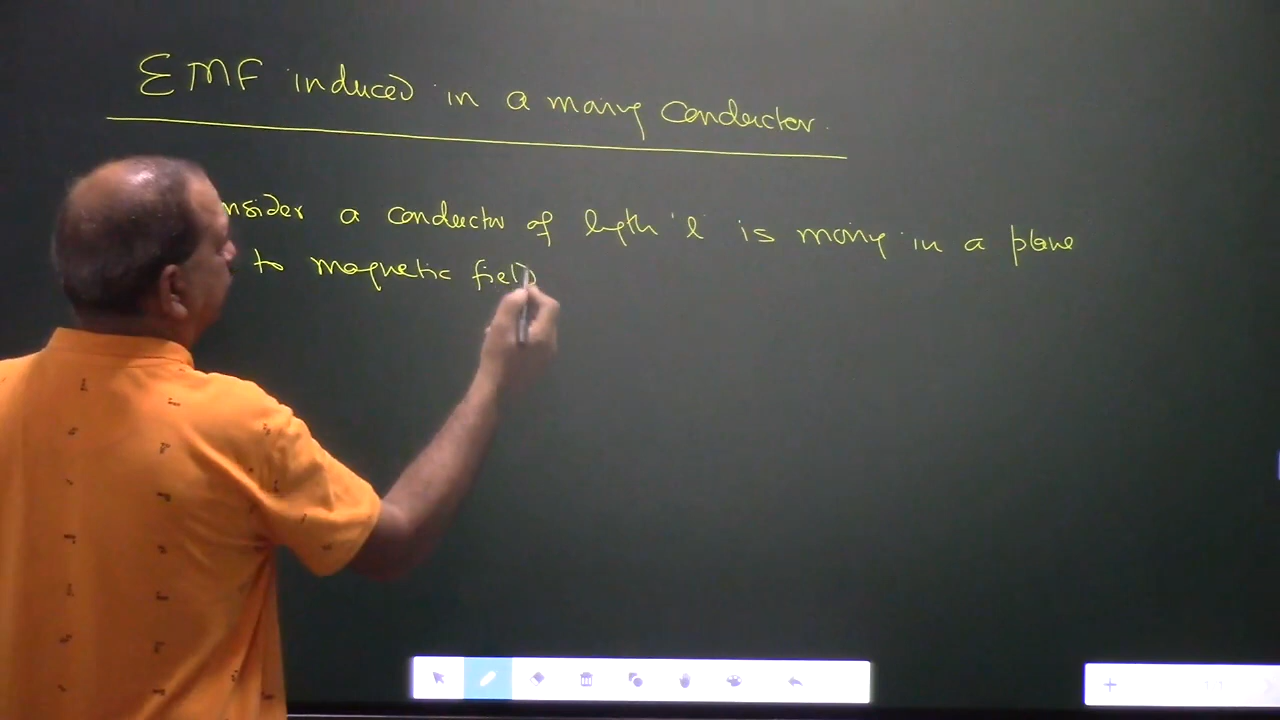 EMF induced in a moving conductor.
nsider a conductor of length 'l' is moving in a plane
to magnetic field